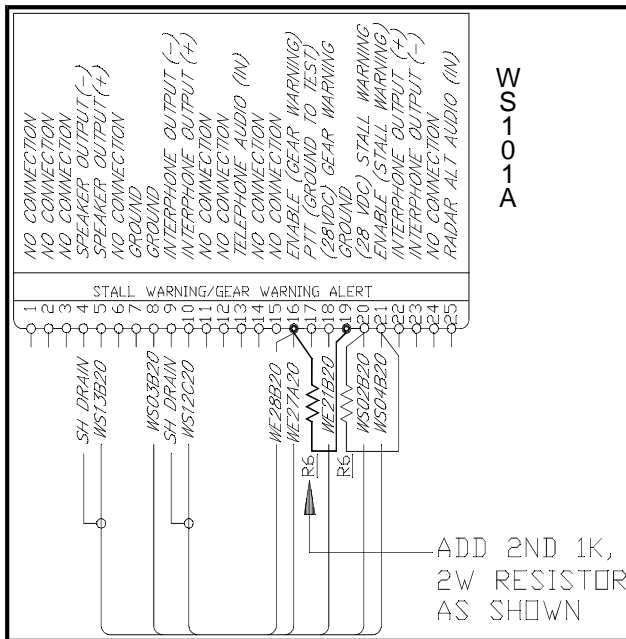 NO CONNECTION
NO CONNECTION
NO CONNECTION
SPEAKER OUTPUT(-)
SPEAKER OUTPUT(+)
NO CONNECTION
GROUND
GROUND
INTERPHONE OUTPUT (-)
INTERPHONE OUTPUT (+)
NO CONNECTION
NO CONNECTION
TELEPHONE AUDIO (IN)
NO CONNECTION
NO CONNECTION
ENABLE (GEAR WARNING)
PTT (GROUND TO TEST)
(28VDC) GEAR WARNING
GROUND
(28 VDC) STALL WARNING
ENABLE (STALL WARNING)
INTERPHONE OUTPUT (+)
INTERPHONE OUTPUT (-)
NO CONNECTION
RADAR ALT AUDIO (IN)
WS101A
STALL WARNING/GEAR WARNING ALERT
1 2 3 4 5 6 7 8 9 10 11 12 13 14 15 16 17 18 19 20 21 22 23 24 25
SH DRAIN
WS13B20
WS03B20
SH DRAIN
WS12C20
WE28B20
WE27A20
WE21B20
WS02B20
WS04B20
R6
R6
ADD 2ND 1K,
2W RESISTOR
AS SHOWN